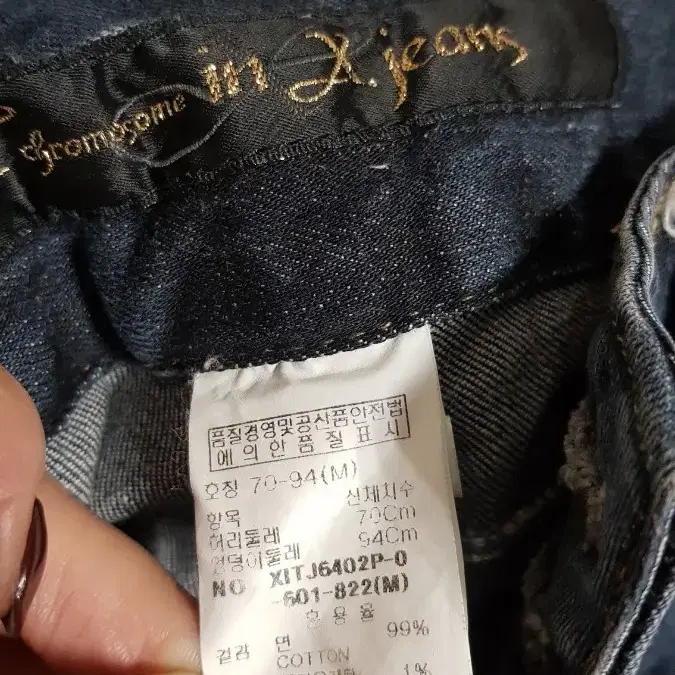 chromosome in X.jeans
품질경영및공산품안전법
에의한품질표시
호칭 70-94(M)
항목 신체치수
허리둘레 70Cm
엉덩이둘레 94Cm
NO XITJ6402P-0
-601-822(M)
혼용율
겉감 면 99%
COTTON
1%